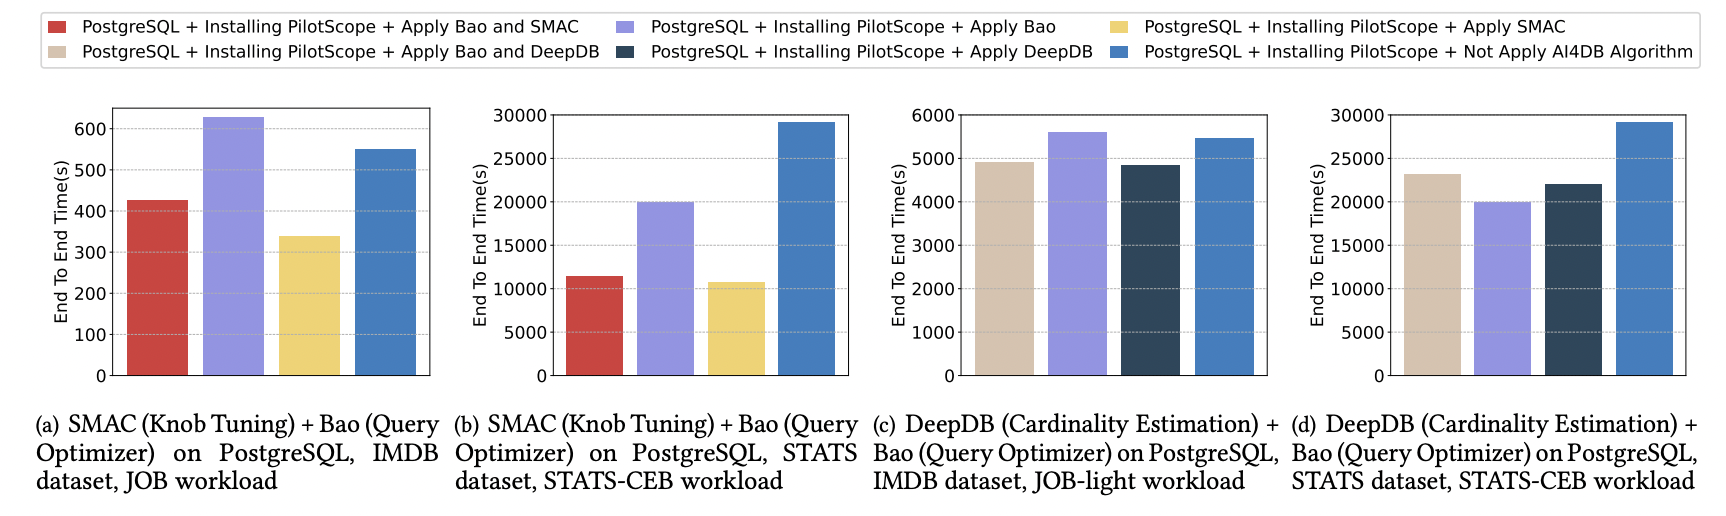 PostgreSQL + Installing PilotScope + Apply Bao and SMAC
PostgreSQL + Installing PilotScope + Apply Bao
PostgreSQL + Installing PilotScope + Apply SMAC
PostgreSQL + Installing PilotScope + Apply Bao and DeepDB
PostgreSQL + Installing PilotScope + Apply DeepDB
PostgreSQL + Installing PilotScope + Not Apply AI4DB Algorithm
End To End Time(s)
600
500
400
300
200
100
0
(a) SMAC (Knob Tuning) + Bao (Query
Optimizer) on PostgreSQL, IMDB
dataset, JOB workload
End To End Time(s)
30000
25000
20000
15000
10000
5000
0
(b) SMAC (Knob Tuning) + Bao (Query
Optimizer) on PostgreSQL, STATS
dataset, STATS-CEB workload
End To End Time(s)
6000
5000
4000
3000
2000
1000
0
(c) DeepDB (Cardinality Estimation) +
Bao (Query Optimizer) on PostgreSQL,
IMDB dataset, JOB-light workload
End To End Time(s)
30000
25000
20000
15000
10000
5000
0
(d) DeepDB (Cardinality Estimation) +
Bao (Query Optimizer) on PostgreSQL,
STATS dataset, STATS-CEB workload